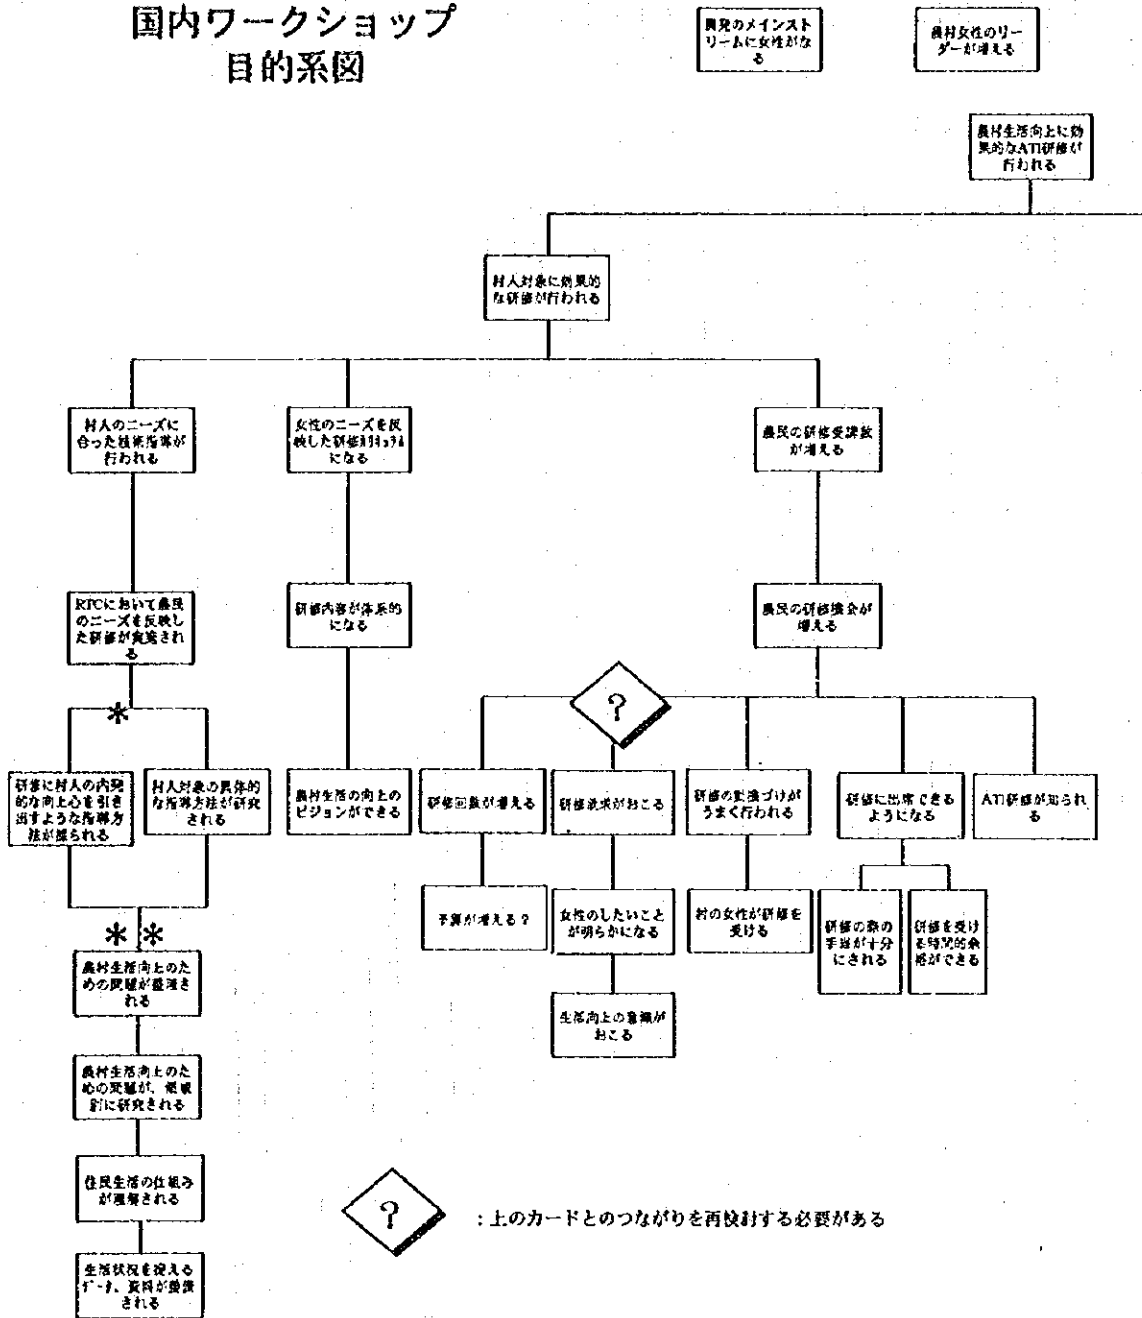 国内ワークショップ
目的系図
開発のメインスト
リームに女性がな
る
農村女性のリー
ダーが増える
農村生活向上に効
果的なATI研修が
行われる
村人対象に効果的
な研修が行われる
村人のニーズに
合った技術指導が
行われる
女性のニーズを反
映した研修カリキュラム
になる
農民の研修受講数
が増える
RTCにおいて農民
のニーズを反映し
た研修が実施され
る
研修内容が体系的
になる
農民の研修機会が
増える
?
*
研修に村人の内発
的な向上心を引き
出すような指導方
法が採られる
村人対象の具体的
な指導方法が研究
される
農村生活の向上の
ビジョンができる
研修回数が増える
研修欲求がおこる
研修の動機づけが
うまく行われる
研修に出席できる
ようになる
ATI研修が知られ
る
予算が増える?
女性のしたいこと
が明らかになる
村の女性が研修を
受ける
研修の際の
手当が十分
にされる
研修を受け
る時間的余
裕ができる
* *
農村生活向上のた
めの問題が整理さ
れる
生活向上の意識が
おこる
農村生活向上のた
めの問題が、
別に研究される
住民生活の仕組み
が理解される
生活状況を捉える
データ、資料が整備
される
?
:上のカードとのつながりを再検討する必要がある